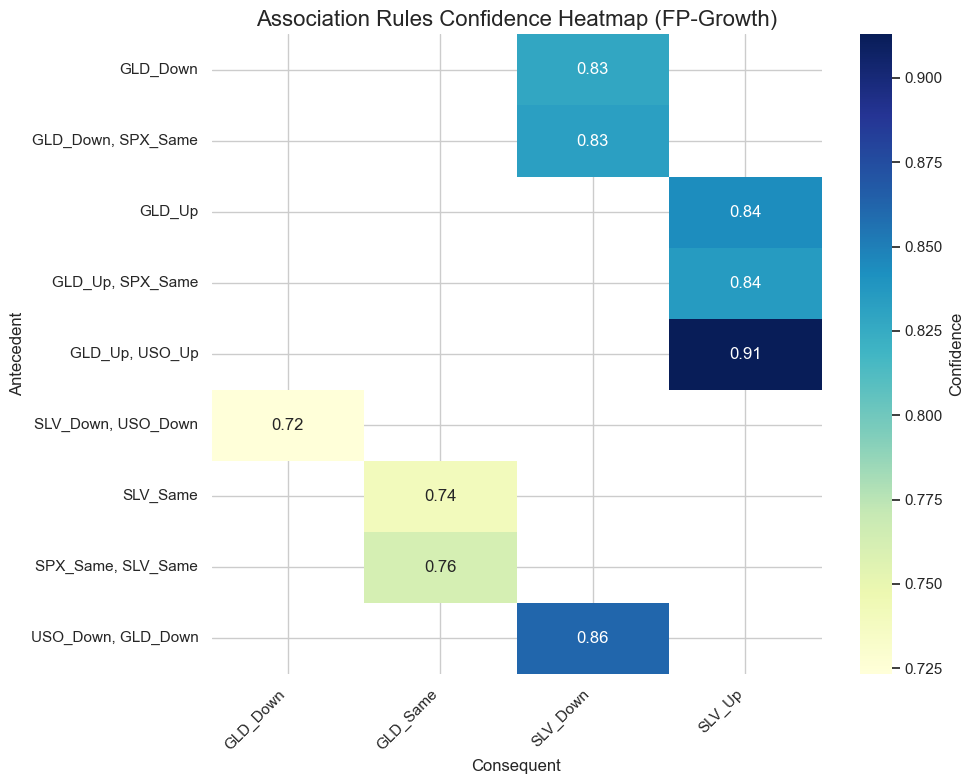 Association Rules Confidence Heatmap (FP-Growth)
Antecedent
GLD_Down
0.83
GLD_Down, SPX_Same
0.83
GLD_Up
0.84
GLD_Up, SPX_Same
0.84
GLD_Up, USO_Up
0.91
SLV_Down, USO_Down
0.72
SLV_Same
0.74
SPX_Same, SLV_Same
0.76
USO_Down, GLD_Down
0.86
GLD_Down
GLD_Same
SLV_Down
SLV_Up
Consequent
0.900
0.875
0.850
0.825
0.800
0.775
0.750
0.725
Confidence